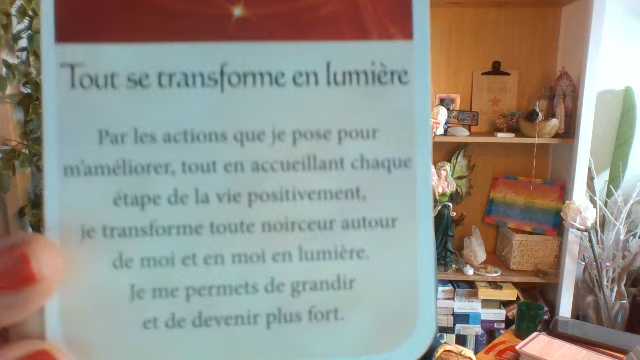 Tout se transforme en lumière
Par les actions que je pose pour
m'améliorer, tout en accueillant chaque
étape de la vie positivement,
je transforme toute noirceur autour
de moi et en moi en lumière.
Je me permets de grandir
et de devenir plus fort.